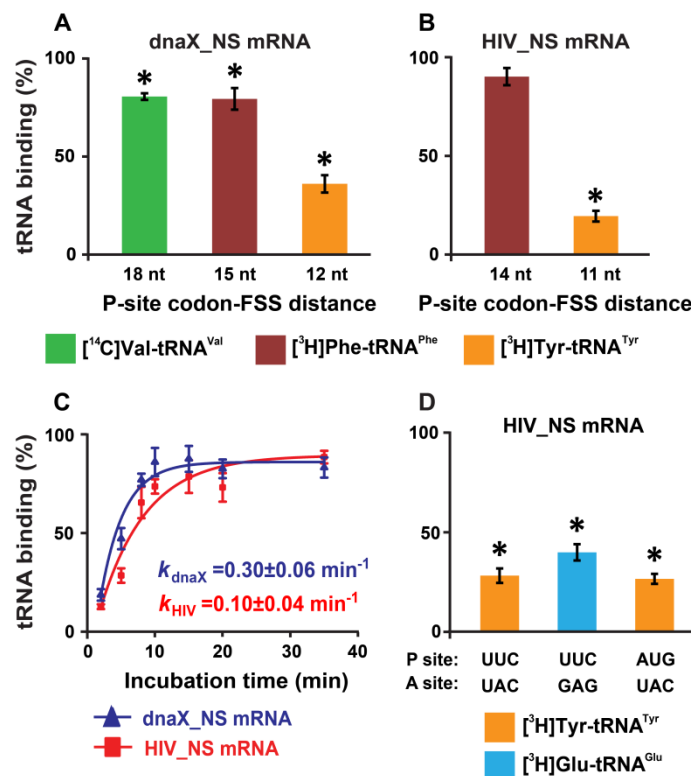 A
dnaX_NS mRNA
tRNA binding (%)
100
50
0
*
*
*
18 nt
15 nt
12 nt
P-site codon-FSS distance
B
HIV_NS mRNA
100
50
0
*
14 nt
11 nt
P-site codon-FSS distance
[¹⁴C]Val-tRNAⱽᵃˡ
[³H]Phe-tRNAᴾʰᵉ
[³H]Tyr-tRNAᵀʸʳ
C
tRNA binding (%)
100
50
0
k_dnaX=0.30±0.06 min⁻¹
k_HIV =0.10±0.04 min⁻¹
0
10
20
30
40
Incubation time (min)
dnaX_NS mRNA
HIV_NS mRNA
D
HIV_NS mRNA
100
50
0
*
*
*
P site: UUC UUC AUG
A site: UAC GAG UAC
[³H]Tyr-tRNAᵀʸʳ
[³H]Glu-tRNAᴳˡᵘ